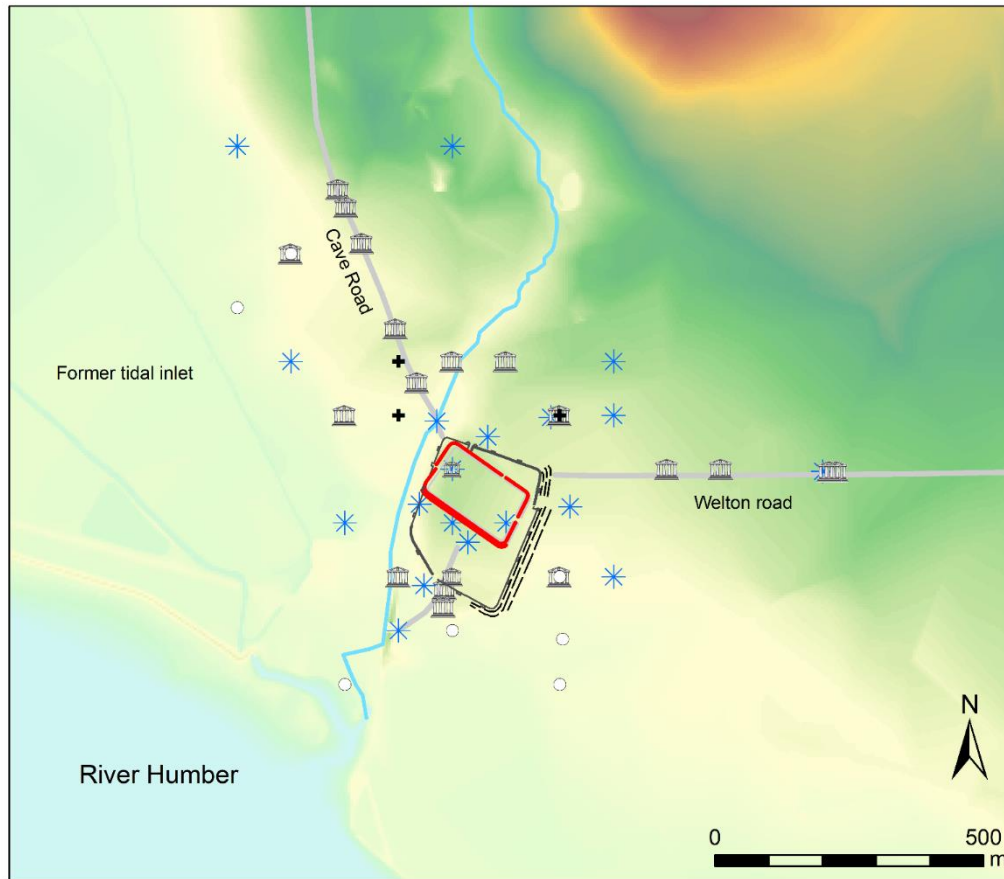 Cave Road
Former tidal inlet
Welton road
River Humber
N
0 500
m